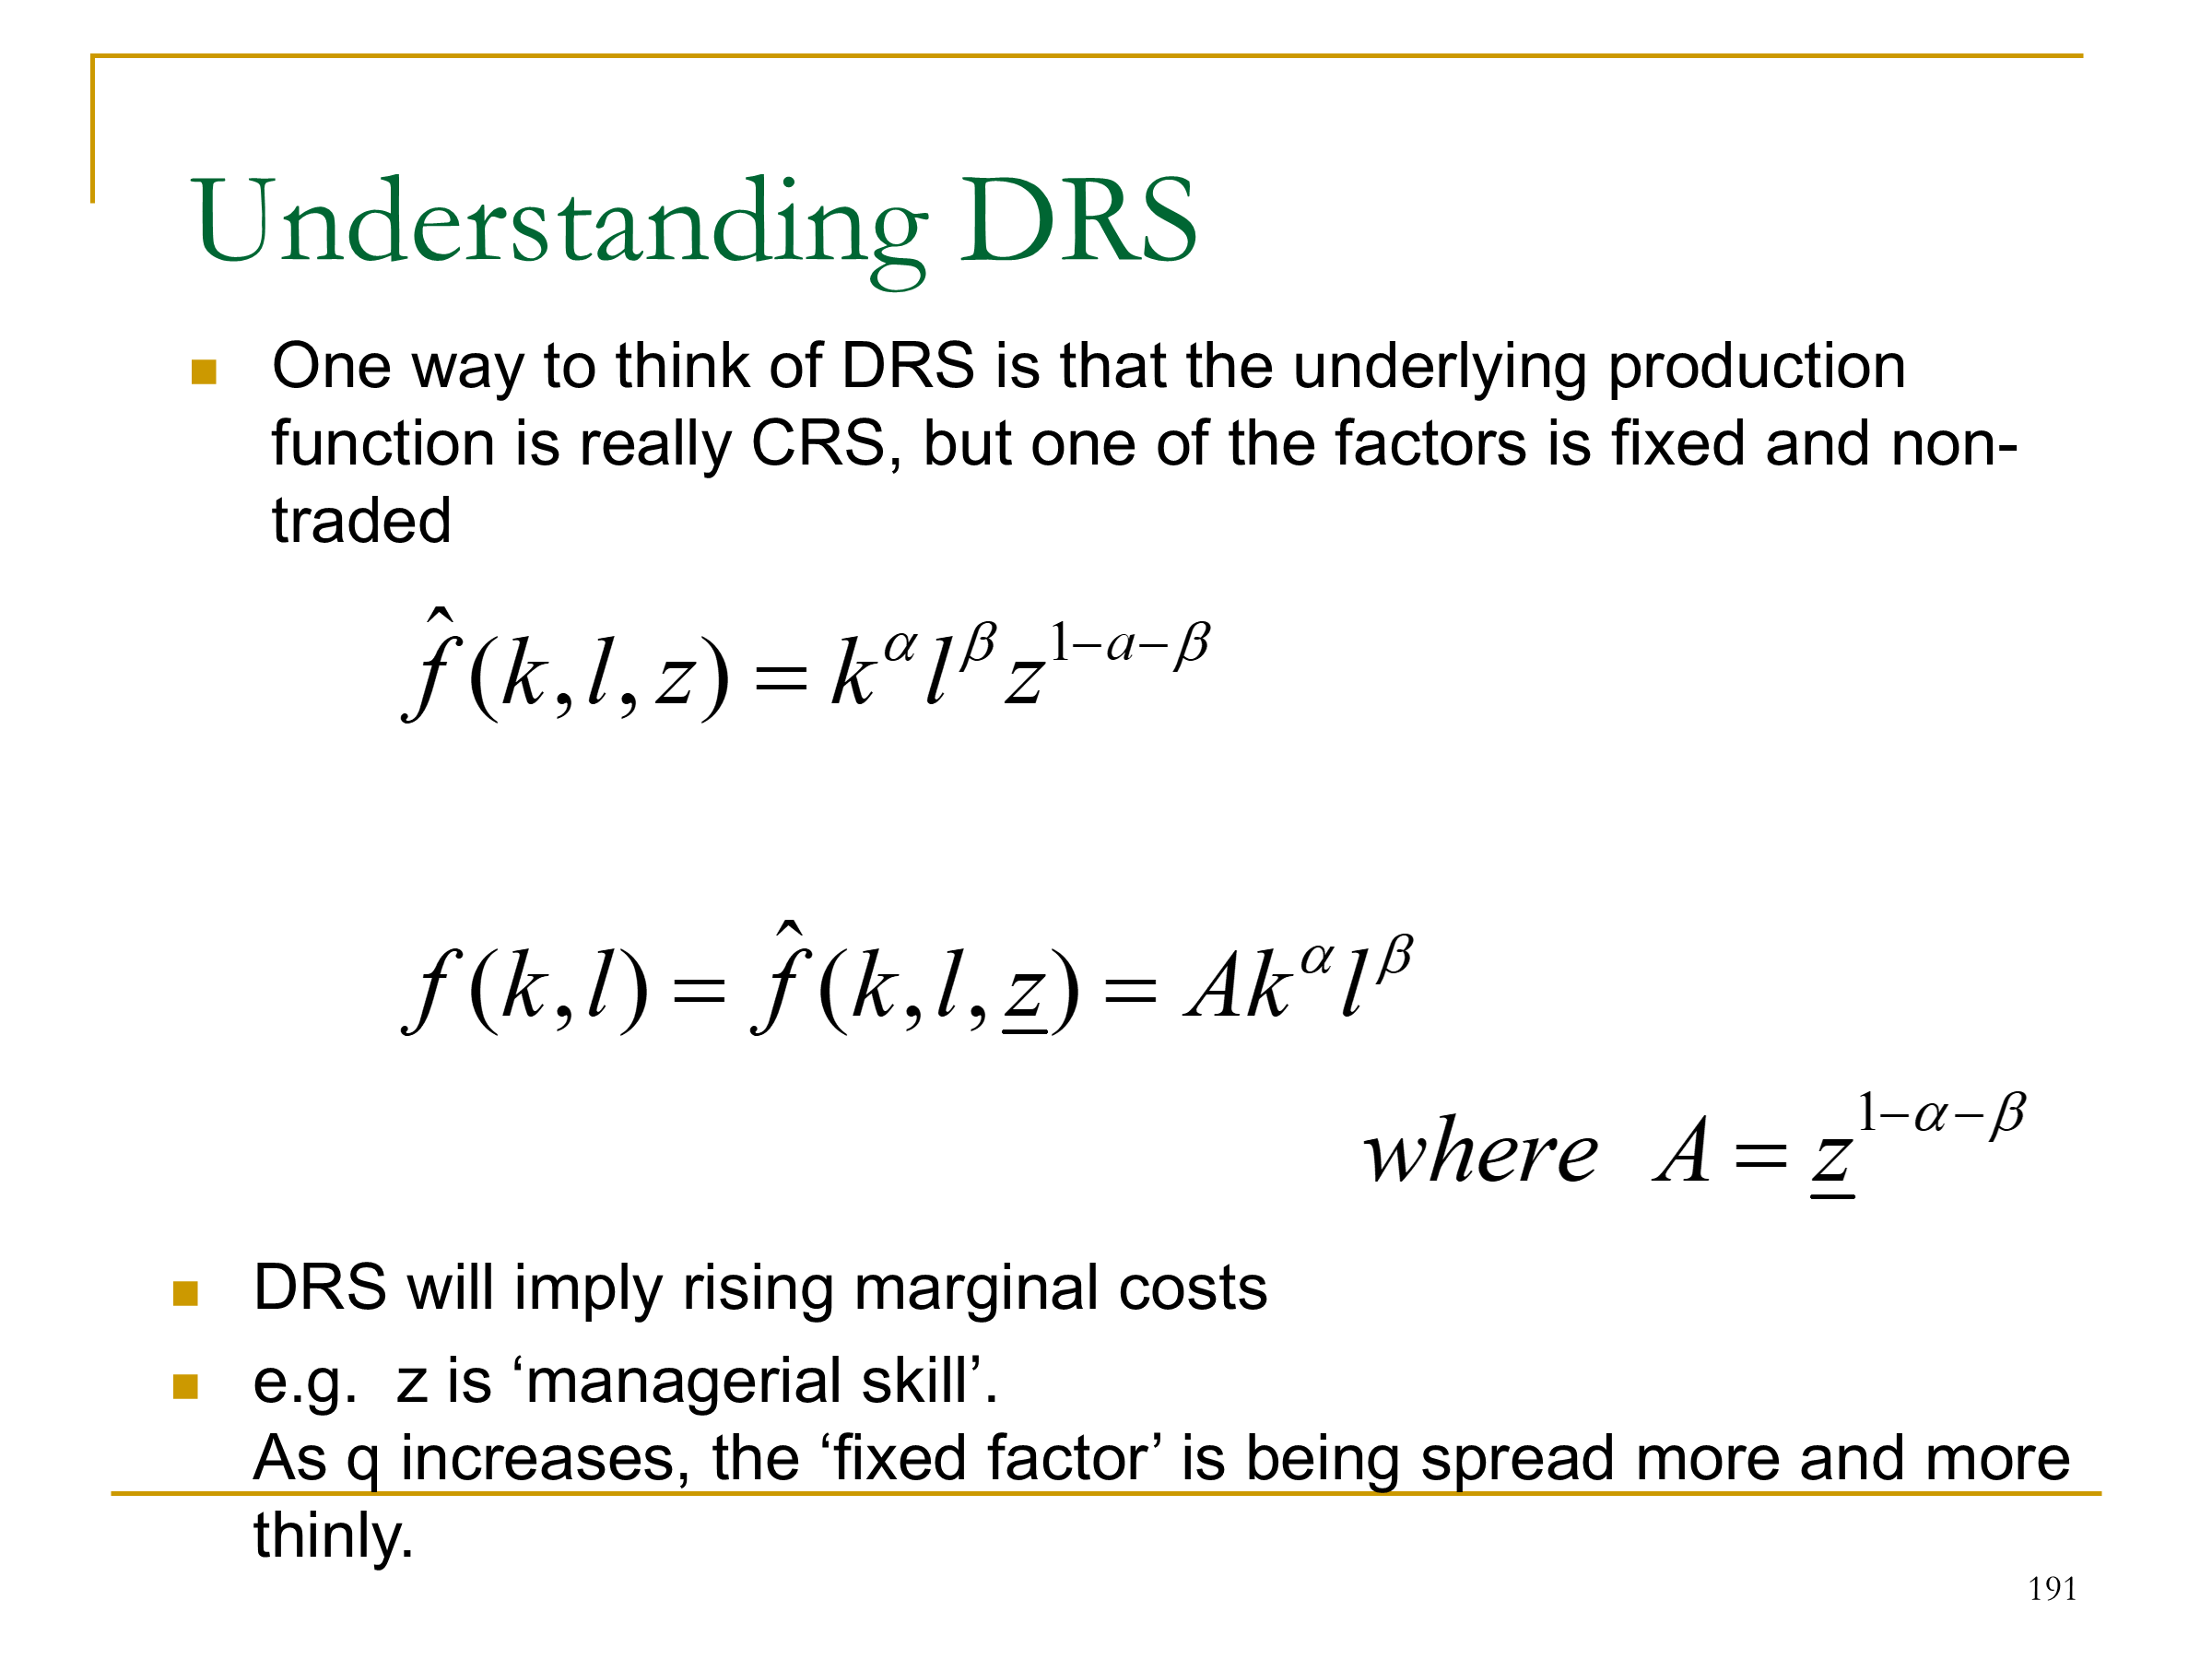 Understanding DRS
■ One way to think of DRS is that the underlying production
function is really CRS, but one of the factors is fixed and non-
traded
f̂(k,l,z) = k^α l^β z^{1−a−β}
f(k,l) = f̂(k,l,z̲) = Ak^α l^β
where A = z̲^{1−α−β}
■ DRS will imply rising marginal costs
■ e.g. z is ‘managerial skill’.
As q increases, the ‘fixed factor’ is being spread more and more
thinly.
191